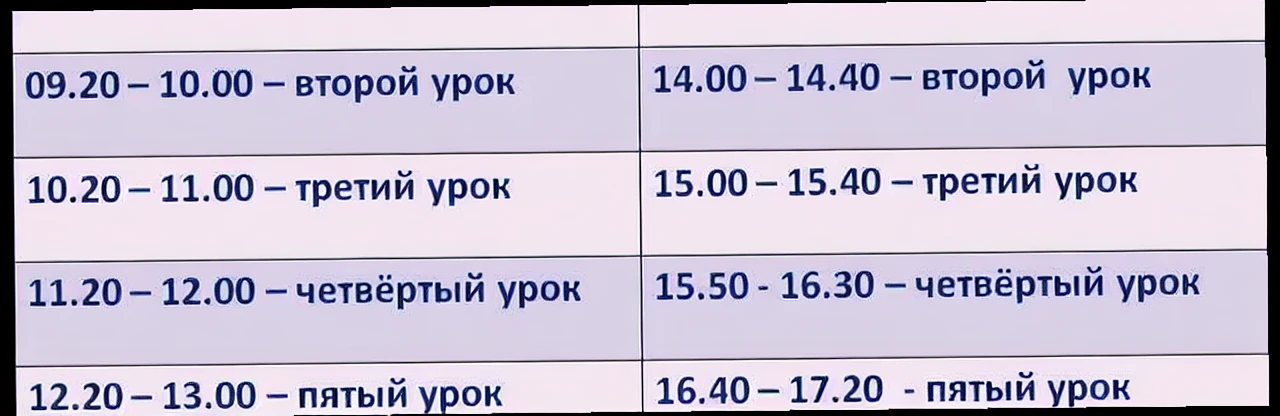 09.20 – 10.00 – второй урок
14.00 – 14.40 – второй урок
10.20 – 11.00 – третий урок
15.00 – 15.40 – третий урок
11.20 – 12.00 – четвёртый урок
15.50 - 16.30 – четвёртый урок
12.20 – 13.00 – пятый урок
16.40 – 17.20 - пятый урок